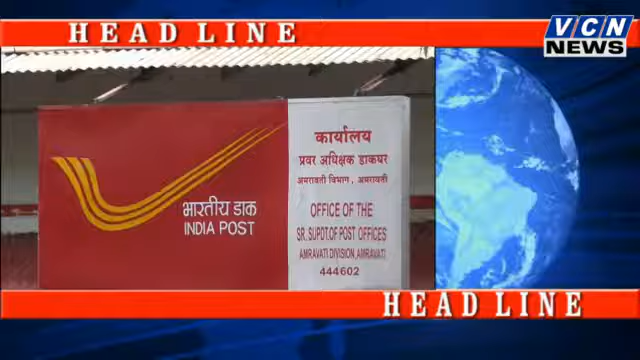 HEAD LINE
VCN
NEWS
कार्यालय
प्रवर अधिक्षक डाकघर
अमरावती विभाग, अमरावती
भारतीय डाक
INDIA POST
OFFICE OF THE
SR. SUPDT. OF POST OFFICES
AMRAVATI DIVISION, AMRAVATI
444602
HEAD LINE